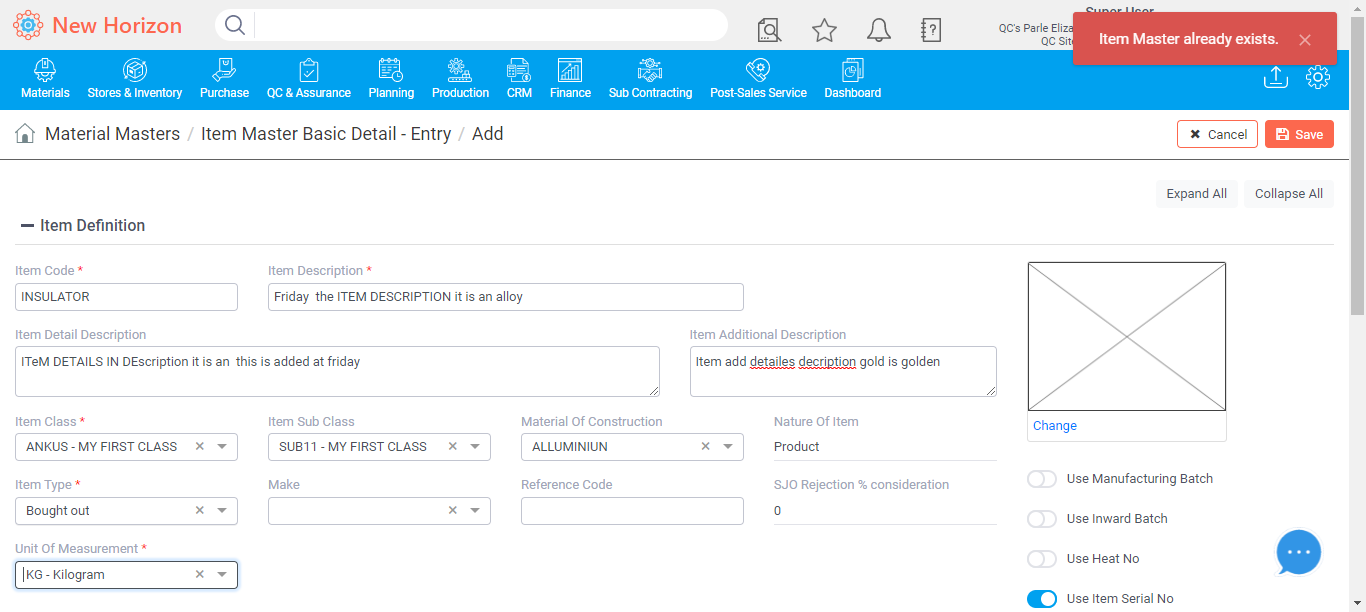 New Horizon
Super User
QC's Parle Eliza
QC Site
Item Master already exists.
Materials
Stores & Inventory
Purchase
QC & Assurance
Planning
Production
CRM
Finance
Sub Contracting
Post-Sales Service
Dashboard
Material Masters / Item Master Basic Detail - Entry / Add
Cancel
Save
Expand All
Collapse All
Item Definition
Item Code *
Item Description *
INSULATOR
Friday the ITEM DESCRIPTION it is an alloy
Item Detail Description
Item Additional Description
ITeM DETAILS IN DEscription it is an this is added at friday
Item add detailes decription gold is golden
Item Class *
Item Sub Class
Material Of Construction
Nature Of Item
ANKUS - MY FIRST CLASS
SUB11 - MY FIRST CLASS
ALLUMINIUN
Product
Change
Item Type *
Make
Reference Code
SJO Rejection % consideration
Bought out
0
Unit Of Measurement *
KG - Kilogram
Use Manufacturing Batch
Use Inward Batch
Use Heat No
Use Item Serial No